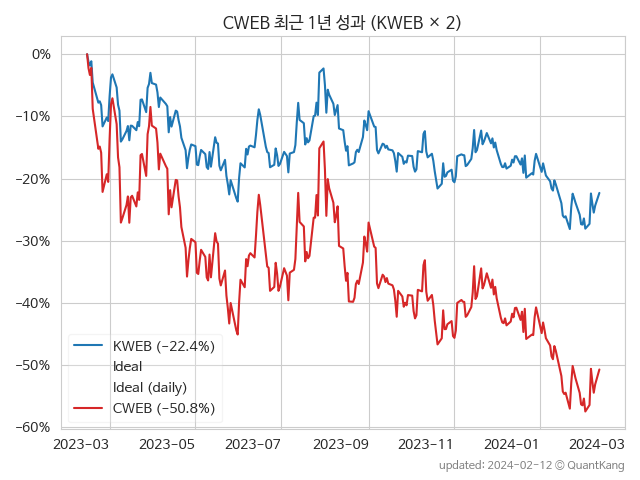 CWEB 최근 1년 성과 (KWEB × 2)
0%
−10%
−20%
−30%
−40%
−50%
−60%
KWEB (−22.4%)
Ideal
Ideal (daily)
CWEB (−50.8%)
2023−03 2023−05 2023−07 2023−09 2023−11 2024−01 2024−03
updated: 2024−02−12 © QuantKang